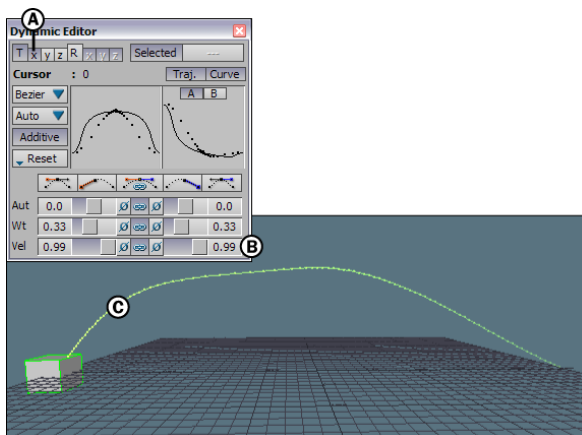 A
Dynamic Editor
T x y z R x y z Selected ---
Cursor : 0 Traj. Curve
Bezier A B
Auto
Additive
Reset
Aut 0.0 Ø Ø 0.0
Wt 0.33 Ø Ø 0.33
Vel 0.99 Ø Ø 0.99 B
C